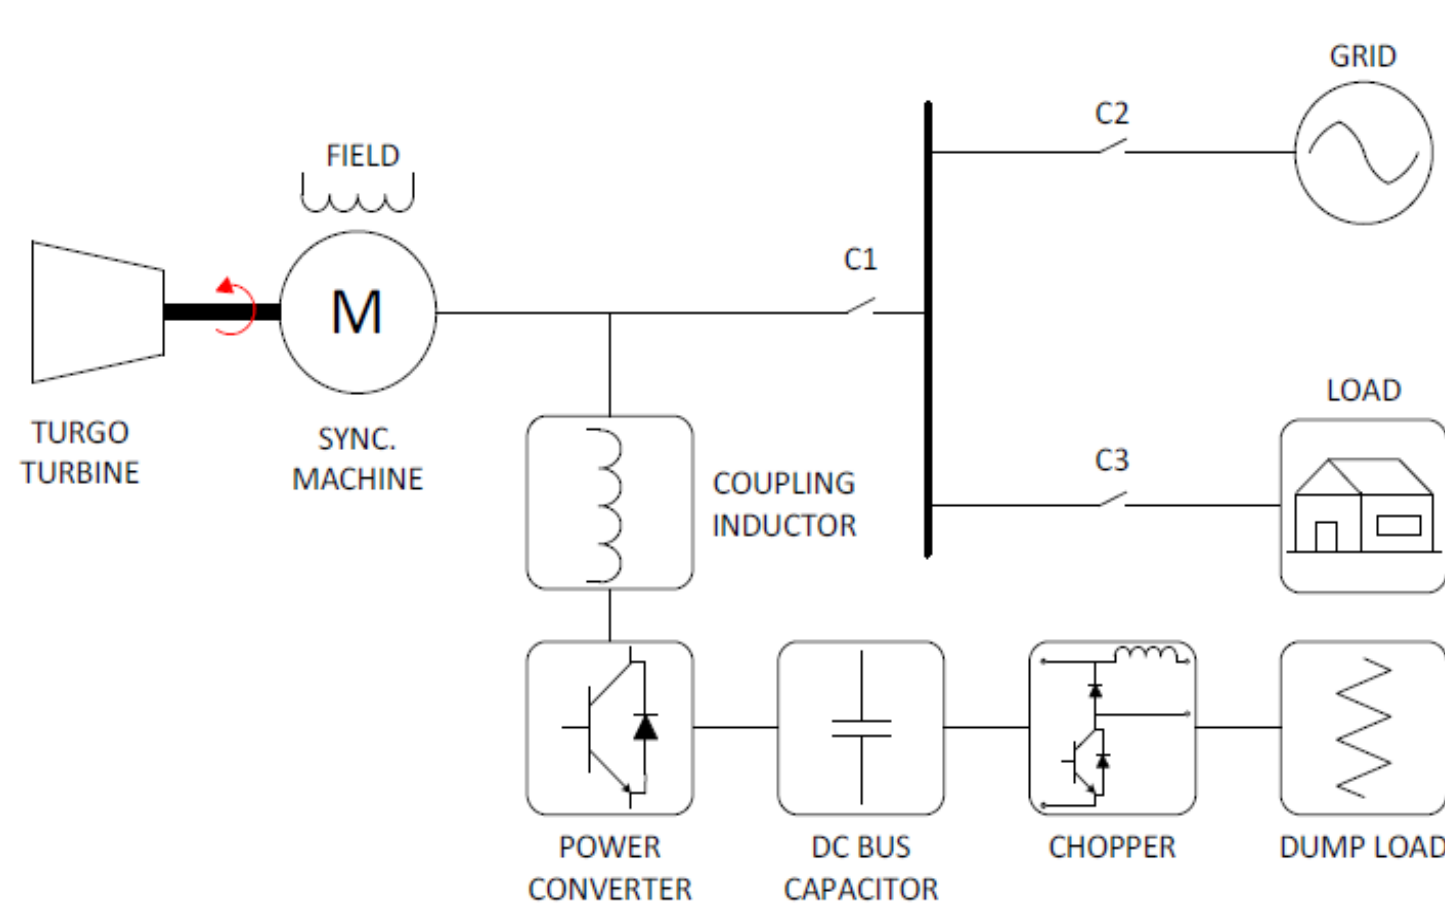 GRID
C2
FIELD
C1
M
LOAD
TURGO
TURBINE
SYNC.
MACHINE
C3
COUPLING
INDUCTOR
POWER
CONVERTER
DC BUS
CAPACITOR
CHOPPER
DUMP LOAD